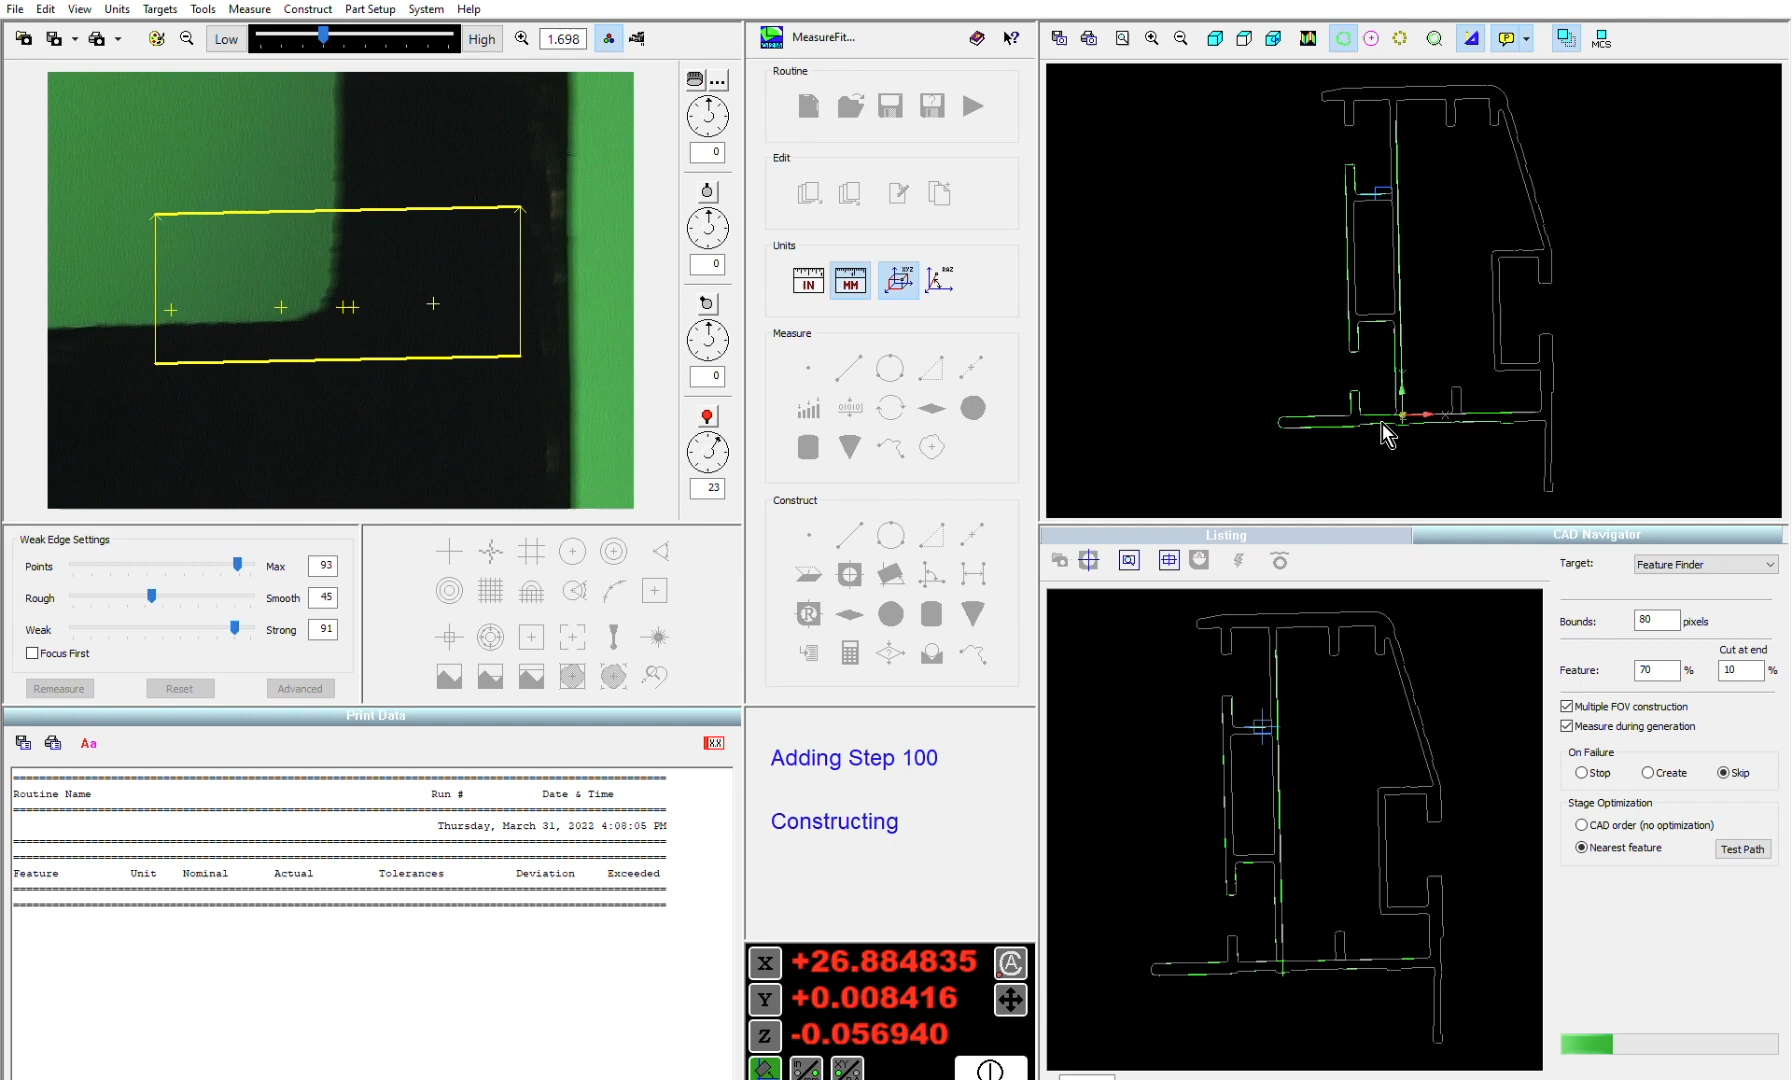 File Edit View Units Targets Tools Measure Construct Part Setup System Help
Low High 1.698
MeasureFit...
MCS
Routine
0
Edit
0
Units
IN MM XYZ RAZ
0
Measure
23
Construct
Weak Edge Settings
Points Max 93
Rough Smooth 45
Weak Strong 91
Focus First
Remeasure Reset Advanced
Listing CAD Navigator
Target: Feature Finder
Bounds: 80 pixels
Cut at end
Feature: 70 % 10 %
Multiple FOV construction
Measure during generation
On Failure
Stop Create Skip
Stage Optimization
CAD order (no optimization)
Nearest feature Test Path
Print Data
Aa X.X
Routine Name Run # Date & Time
Thursday, March 31, 2022 4:08:05 PM
Feature Unit Nominal Actual Tolerances Deviation Exceeded
Adding Step 100
Constructing
X +26.884835
Y +0.008416
Z -0.056940